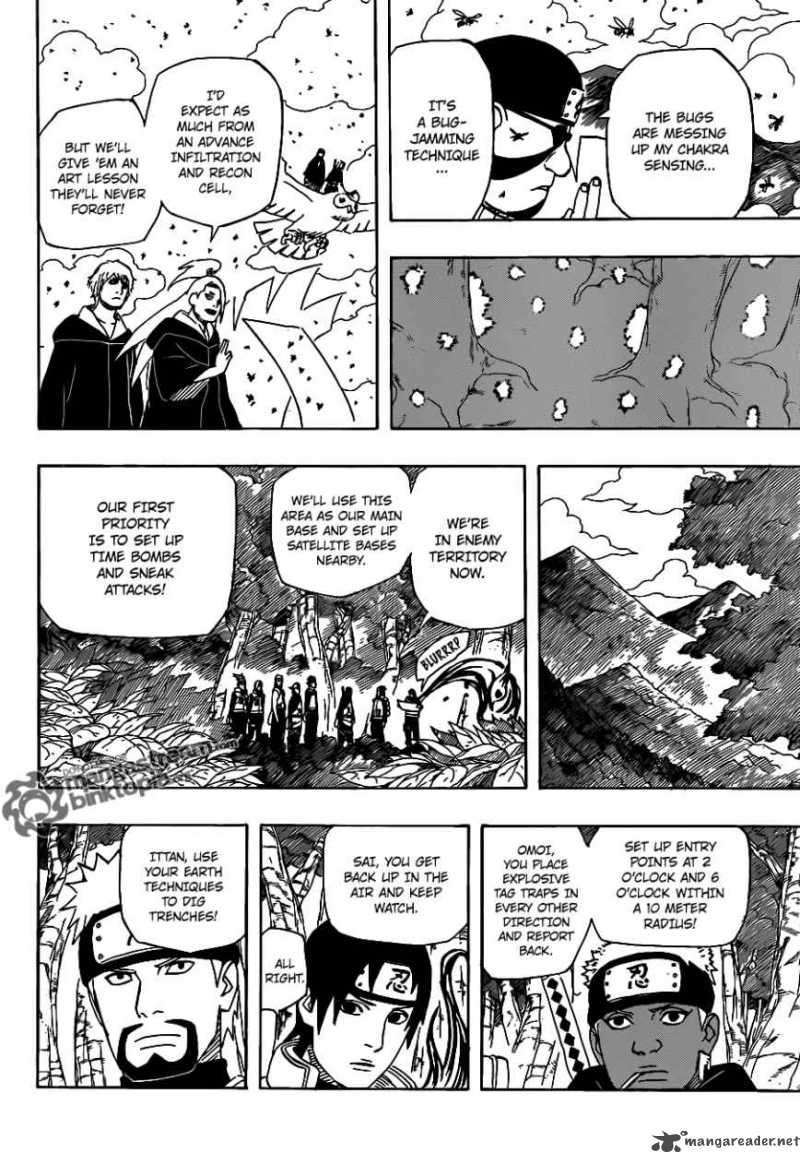 THE BUGS
ARE MESSING
UP MY CHAKRA
SENSING...
IT'S
A BUG-
JAMMING
TECHNIQUE
...
I'D
EXPECT AS
MUCH FROM
AN ADVANCE
INFILTRATION
AND RECON
CELL,
BUT WE'LL
GIVE 'EM AN
ART LESSON
THEY'LL NEVER
FORGET!
WE'RE
IN ENEMY
TERRITORY
NOW.
WE'LL USE THIS
AREA AS OUR MAIN
BASE AND SET UP
SATELLITE BASES
NEARBY.
OUR FIRST
PRIORITY
IS TO SET UP
TIME BOMBS
AND SNEAK
ATTACKS!
BLURRRP
SET UP ENTRY
POINTS AT 2
O'CLOCK AND 6
O'CLOCK WITHIN
A 10 METER
RADIUS!
OMOI,
YOU PLACE
EXPLOSIVE
TAG TRAPS IN
EVERY OTHER
DIRECTION
AND REPORT
BACK.
忍
SAI, YOU GET
BACK UP IN THE
AIR AND KEEP
WATCH.
ALL
RIGHT.
忍
ITTAN, USE
YOUR EARTH
TECHNIQUES
TO DIG
TRENCHES!
mangareader.net